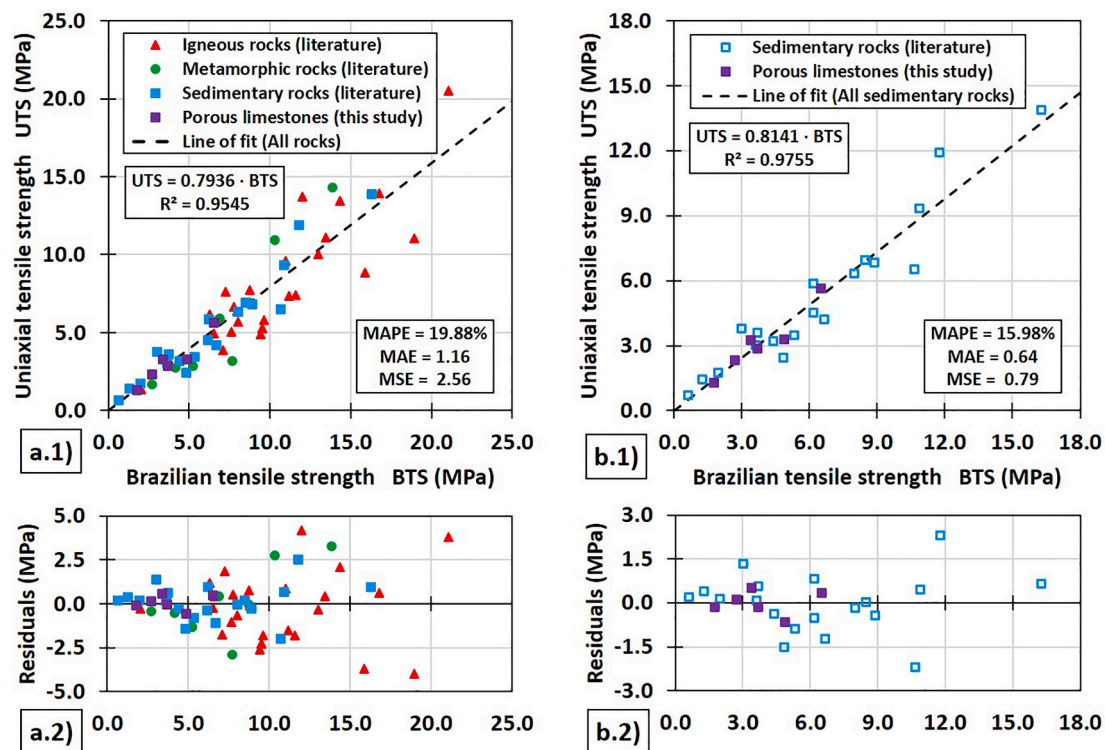 Uniaxial tensile strength UTS (MPa)
25.0
20.0
15.0
10.0
5.0
0.0
Igneous rocks (literature)
Metamorphic rocks (literature)
Sedimentary rocks (literature)
Porous limestones (this study)
Line of fit (All rocks)
UTS = 0.7936 · BTS
R² = 0.9545
MAPE = 19.88%
MAE = 1.16
MSE = 2.56
0.0 5.0 10.0 15.0 20.0 25.0
a.1)
Brazilian tensile strength BTS (MPa)
Uniaxial tensile strength UTS (MPa)
18.0
15.0
12.0
9.0
6.0
3.0
0.0
Sedimentary rocks (literature)
Porous limestones (this study)
Line of fit (All sedimentary rocks)
UTS = 0.8141 · BTS
R² = 0.9755
MAPE = 15.98%
MAE = 0.64
MSE = 0.79
0.0 3.0 6.0 9.0 12.0 15.0 18.0
b.1)
Brazilian tensile strength BTS (MPa)
Residuals (MPa)
5.0
2.5
0.0
-2.5
-5.0
a.2)
0.0 5.0 10.0 15.0 20.0 25.0
Residuals (MPa)
3.0
1.5
0.0
-1.5
-3.0
b.2)
0.0 3.0 6.0 9.0 12.0 15.0 18.0